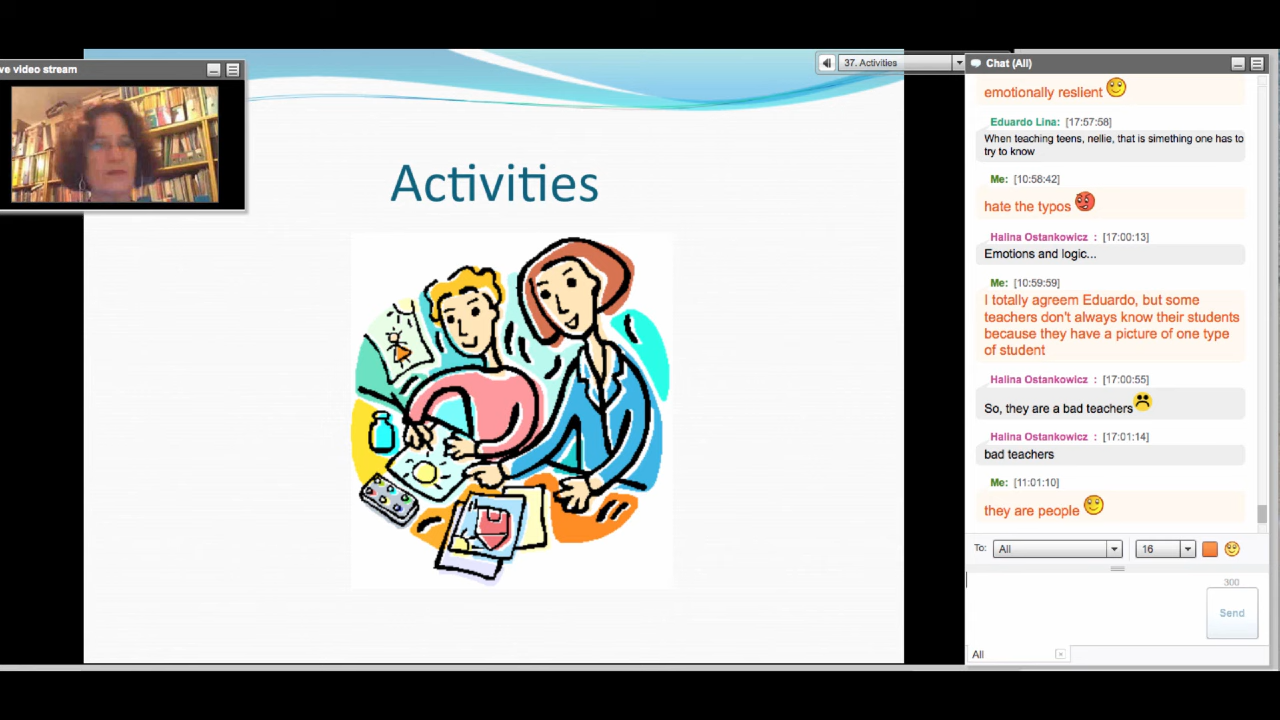 ve video stream
37. Activities
Activities
Chat (All)
emotionally reslient
Eduardo Lina: [17:57:58]
When teaching teens, nellie, that is simething one has to
try to know
Me: [10:58:42]
hate the typos
Halina Ostankowicz : [17:00:13]
Emotions and logic...
Me: [10:59:59]
I totally agreem Eduardo, but some
teachers don't always know their students
because they have a picture of one type
of student
Halina Ostankowicz : [17:00:55]
So, they are a bad teachers
Halina Ostankowicz : [17:01:14]
bad teachers
Me: [11:01:10]
they are people
To: All 16
300
Send
All